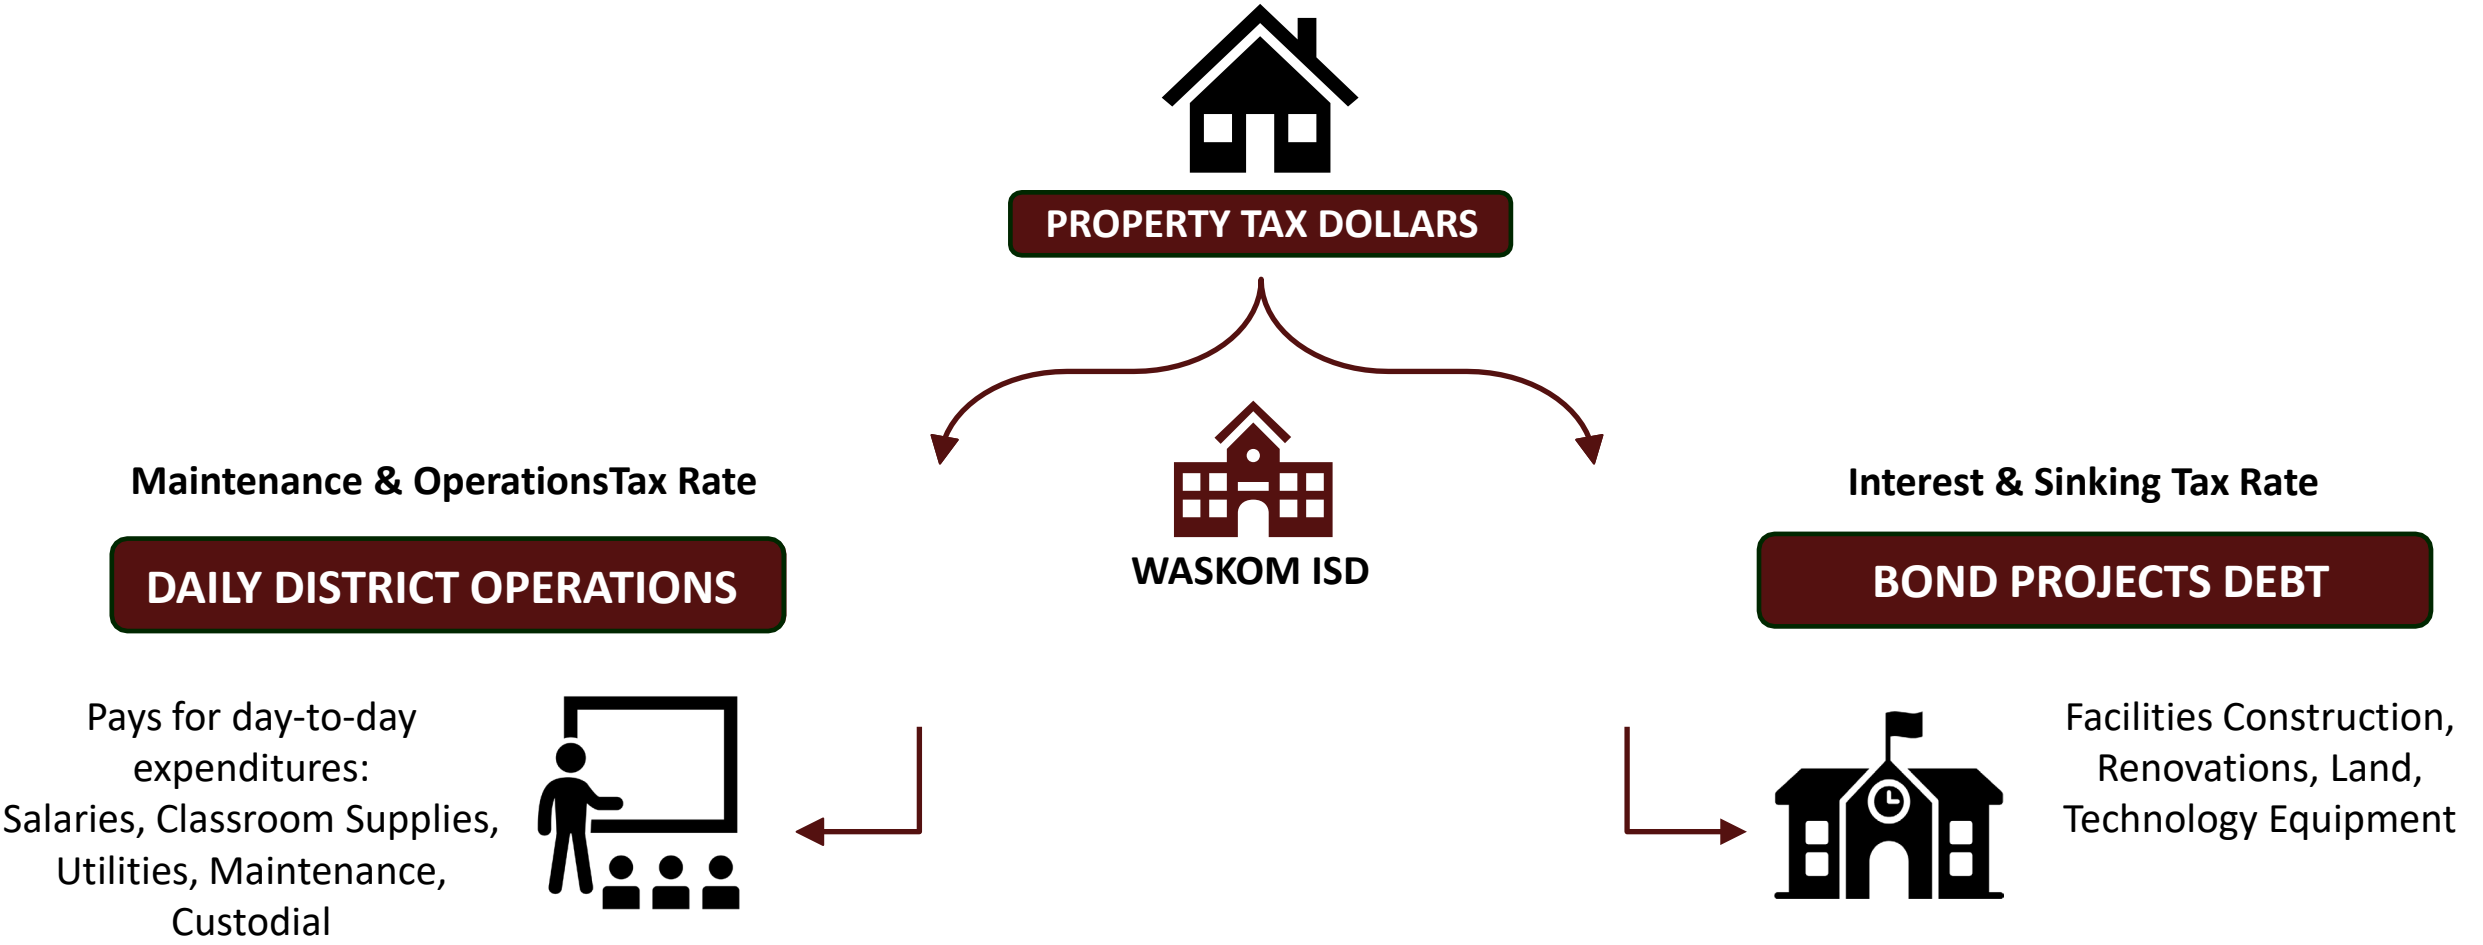 PROPERTY TAX DOLLARS
Maintenance & OperationsTax Rate
DAILY DISTRICT OPERATIONS
Pays for day-to-day
expenditures:
Salaries, Classroom Supplies,
Utilities, Maintenance,
Custodial
WASKOM ISD
Interest & Sinking Tax Rate
BOND PROJECTS DEBT
Facilities Construction,
Renovations, Land,
Technology Equipment